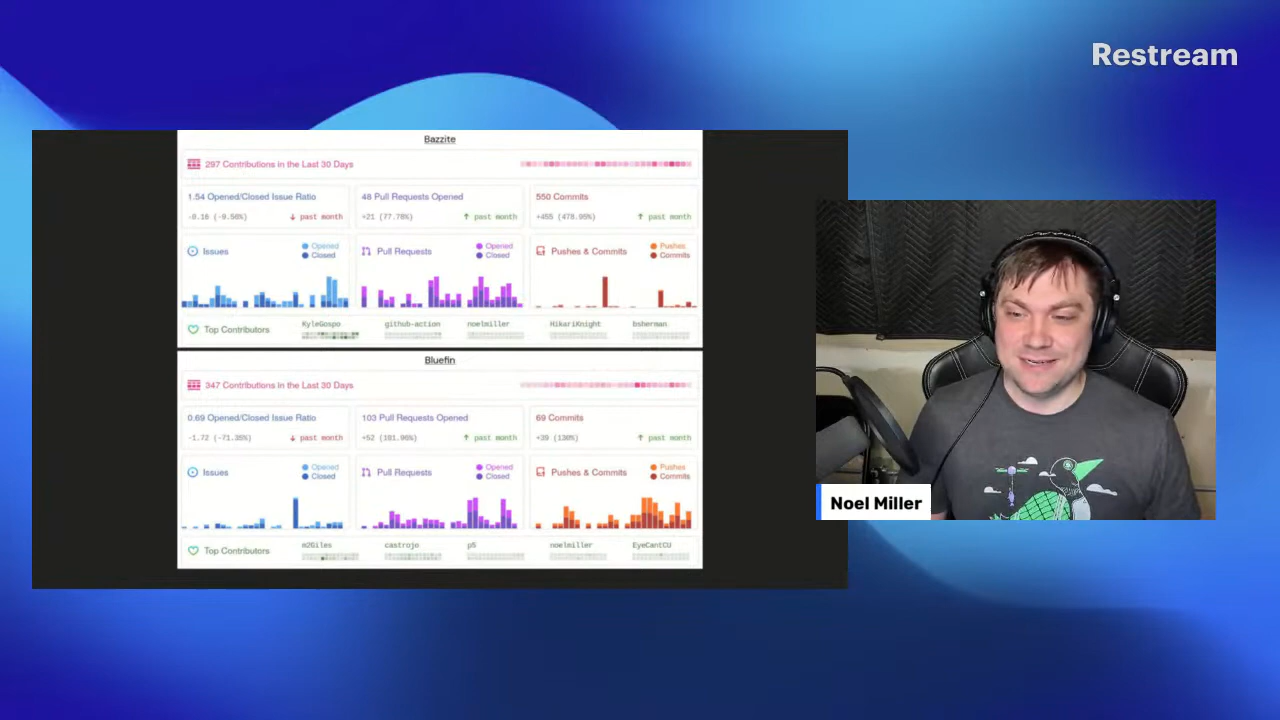 Restream
Bazzite
297 Contributions in the Last 30 Days
1.54 Opened/Closed Issue Ratio
-0.16 (-9.56%) ↓ past month
48 Pull Requests Opened
+21 (77.78%) ↑ past month
550 Commits
+455 (478.95%) ↑ past month
Issues
Opened
Closed
Pull Requests
Opened
Closed
Pushes & Commits
Pushes
Commits
Top Contributors KyleGospo github-action noelmiller HikariKnight bsherman
Bluefin
347 Contributions in the Last 30 Days
0.69 Opened/Closed Issue Ratio
-1.72 (-71.35%) ↓ past month
103 Pull Requests Opened
+52 (101.96%) ↑ past month
69 Commits
+39 (130%) ↑ past month
Issues
Opened
Closed
Pull Requests
Opened
Closed
Pushes & Commits
Pushes
Commits
Top Contributors m2Giles castrojo p5 noelmiller EyeCantCU
Noel Miller